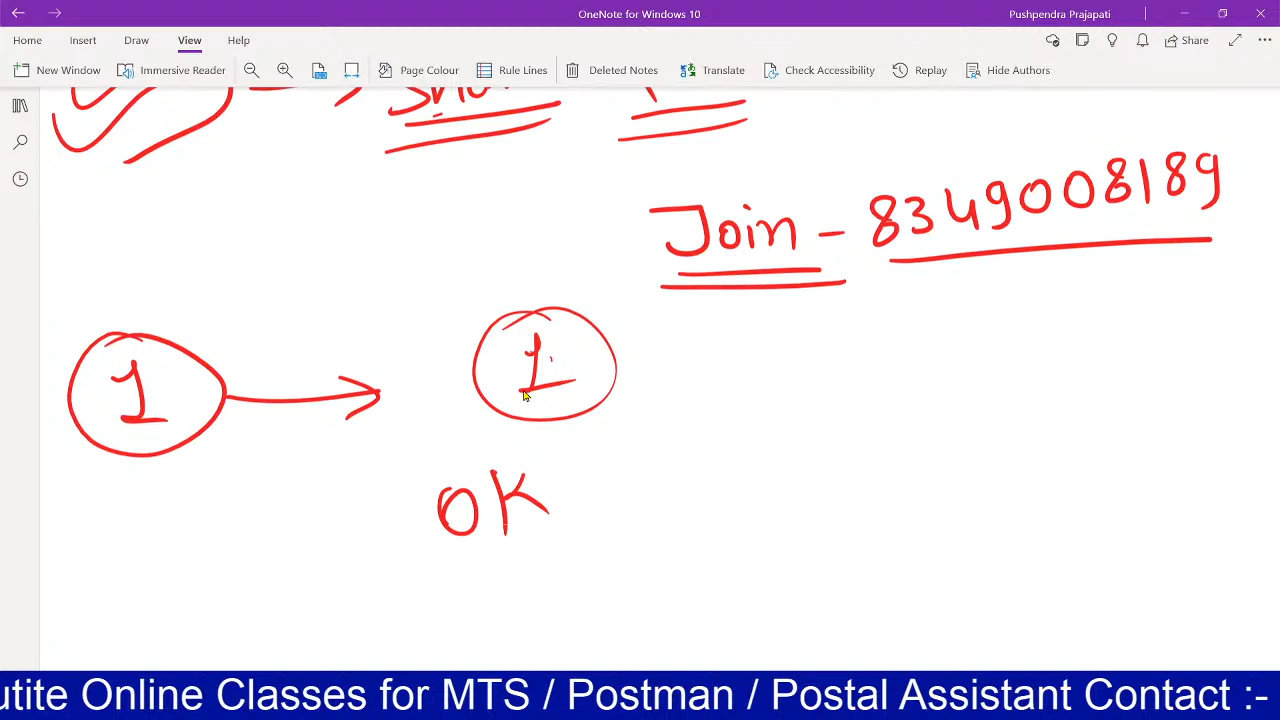 OneNote for Windows 10
Pushpendra Prajapati
Home Insert Draw View Help
Share
New Window Immersive Reader Page Colour Rule Lines Deleted Notes Translate Check Accessibility Replay Hide Authors
Join - 8349008189
1 1
OK
utite Online Classes for MTS / Postman / Postal Assistant Contact :-